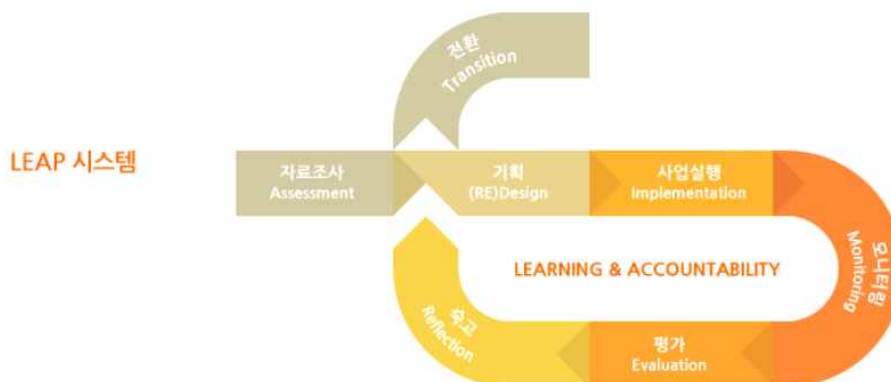 전환
Transition
LEAP 시스템
자료조사
Assessment
기획
(RE)Design
사업실행
Implementation
모니터링
Monitoring
LEARNING & ACCOUNTABILITY
숙고
Reflection
평가
Evaluation